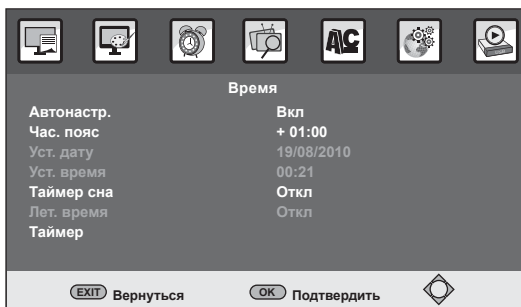 Время
Автонастр. Вкл
Час. пояс + 01:00
Уст. дату 19/08/2010
Уст. время 00:21
Таймер сна Откл
Лет. время Откл
Таймер
EXIT Вернуться OK Подтвердить